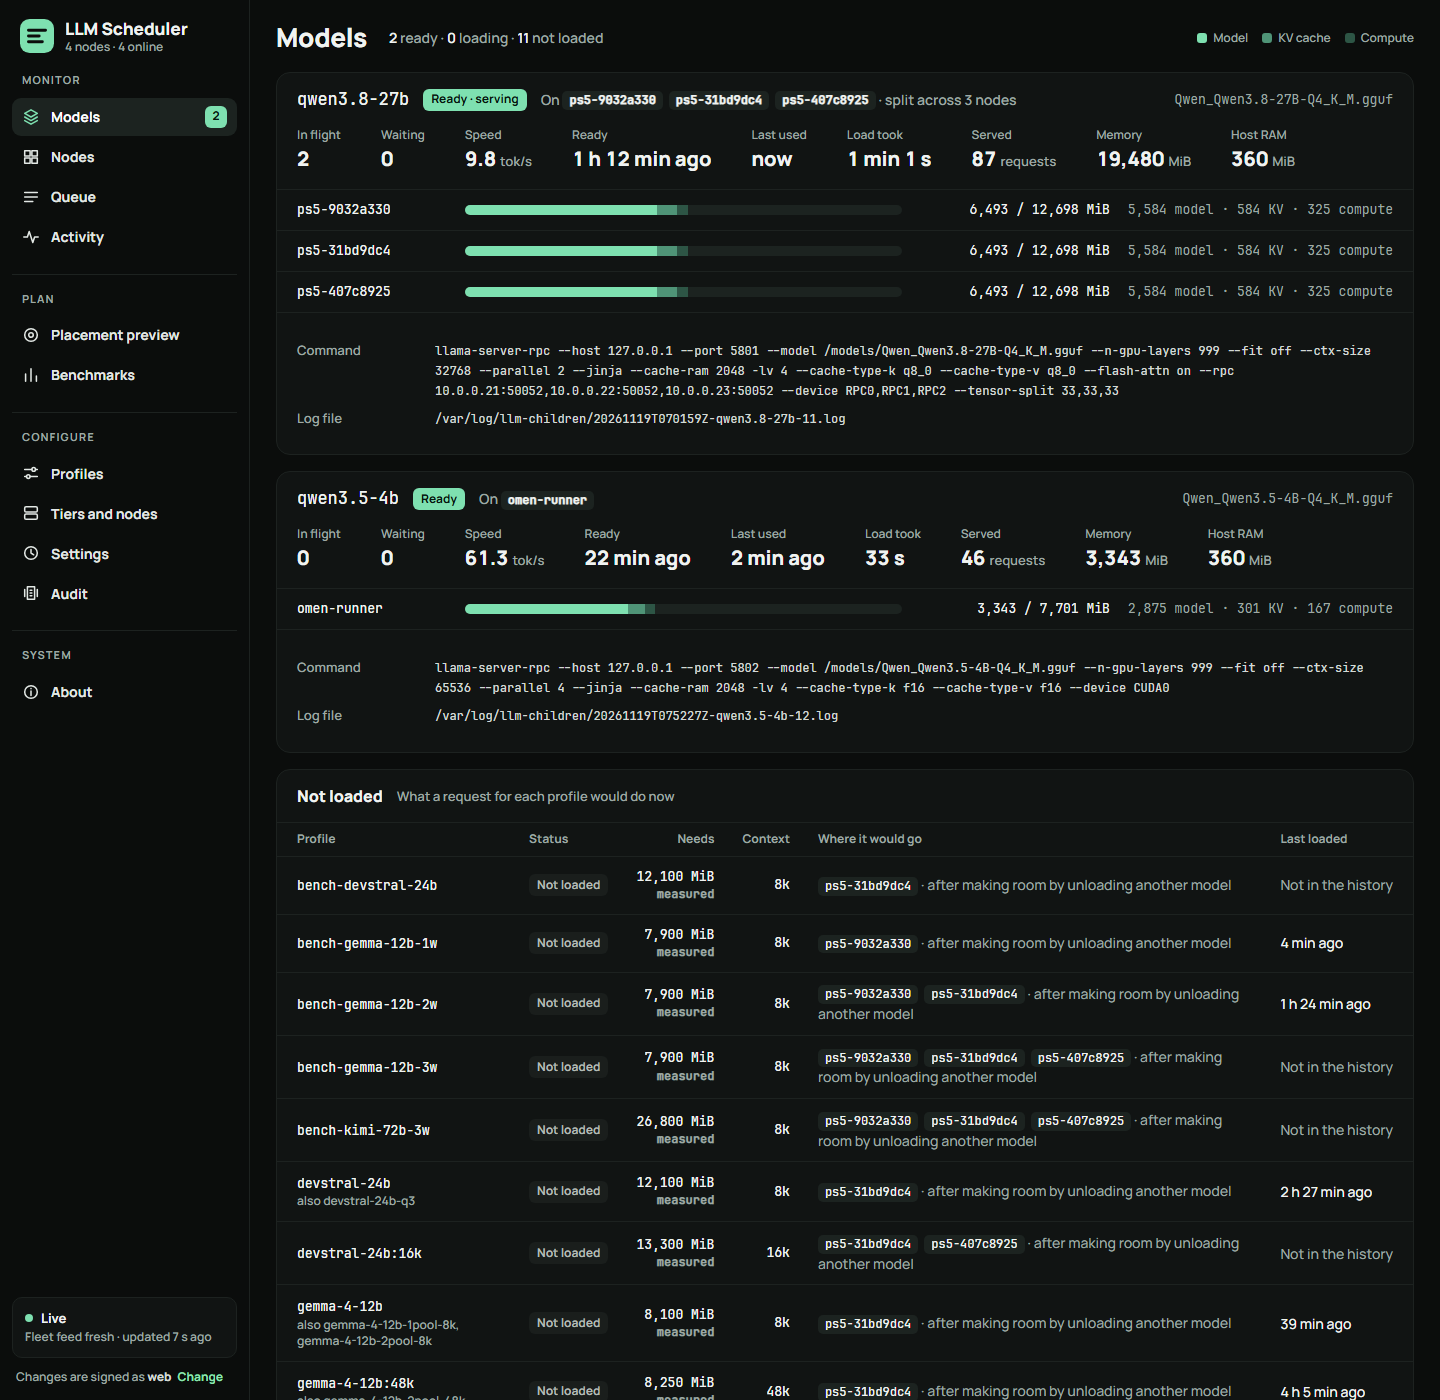 LLM Scheduler
4 nodes · 4 online
MONITOR
Models 2
Nodes
Queue
Activity
PLAN
Placement preview
Benchmarks
CONFIGURE
Profiles
Tiers and nodes
Settings
Audit
SYSTEM
About
Live
Fleet feed fresh · updated 7 s ago
Changes are signed as web Change
Models 2 ready · 0 loading · 11 not loaded
Model KV cache Compute
qwen3.8-27b Ready · serving On ps5-9032a330 ps5-31bd9dc4 ps5-407c8925 · split across 3 nodes Qwen_Qwen3.8-27B-Q4_K_M.gguf
In flight Waiting Speed Ready Last used Load took Served Memory Host RAM
2 0 9.8 tok/s 1 h 12 min ago now 1 min 1 s 87 requests 19,480 MiB 360 MiB
ps5-9032a330 6,493 / 12,698 MiB 5,584 model · 584 KV · 325 compute
ps5-31bd9dc4 6,493 / 12,698 MiB 5,584 model · 584 KV · 325 compute
ps5-407c8925 6,493 / 12,698 MiB 5,584 model · 584 KV · 325 compute
Command llama-server-rpc --host 127.0.0.1 --port 5801 --model /models/Qwen_Qwen3.8-27B-Q4_K_M.gguf --n-gpu-layers 999 --fit off --ctx-size
32768 --parallel 2 --jinja --cache-ram 2048 -lv 4 --cache-type-k q8_0 --cache-type-v q8_0 --flash-attn on --rpc
10.0.0.21:50052,10.0.0.22:50052,10.0.0.23:50052 --device RPC0,RPC1,RPC2 --tensor-split 33,33,33
Log file /var/log/llm-children/20261119T070159Z-qwen3.8-27b-11.log
qwen3.5-4b Ready On omen-runner Qwen_Qwen3.5-4B-Q4_K_M.gguf
In flight Waiting Speed Ready Last used Load took Served Memory Host RAM
0 0 61.3 tok/s 22 min ago 2 min ago 33 s 46 requests 3,343 MiB 360 MiB
omen-runner 3,343 / 7,701 MiB 2,875 model · 301 KV · 167 compute
Command llama-server-rpc --host 127.0.0.1 --port 5802 --model /models/Qwen_Qwen3.5-4B-Q4_K_M.gguf --n-gpu-layers 999 --fit off --ctx-size
65536 --parallel 4 --jinja --cache-ram 2048 -lv 4 --cache-type-k f16 --cache-type-v f16 --device CUDA0
Log file /var/log/llm-children/20261119T075227Z-qwen3.5-4b-12.log
Not loaded What a request for each profile would do now
Profile Status Needs Context Where it would go Last loaded
bench-devstral-24b Not loaded 12,100 MiB measured 8k ps5-31bd9dc4 · after making room by unloading another model Not in the history
bench-gemma-12b-1w Not loaded 7,900 MiB measured 8k ps5-9032a330 · after making room by unloading another model 4 min ago
bench-gemma-12b-2w Not loaded 7,900 MiB measured 8k ps5-9032a330 ps5-31bd9dc4 · after making room by unloading
another model 1 h 24 min ago
bench-gemma-12b-3w Not loaded 7,900 MiB measured 8k ps5-9032a330 ps5-31bd9dc4 ps5-407c8925 · after making
room by unloading another model Not in the history
bench-kimi-72b-3w Not loaded 26,800 MiB measured 8k ps5-9032a330 ps5-31bd9dc4 ps5-407c8925 · after making
room by unloading another model Not in the history
devstral-24b
also devstral-24b-q3 Not loaded 12,100 MiB measured 8k ps5-31bd9dc4 · after making room by unloading another model 2 h 27 min ago
devstral-24b:16k Not loaded 13,300 MiB measured 16k ps5-31bd9dc4 ps5-407c8925 · after making room by unloading
another model Not in the history
gemma-4-12b
also gemma-4-12b-1pool-8k,
gemma-4-12b-2pool-8k Not loaded 8,100 MiB measured 8k ps5-31bd9dc4 · after making room by unloading another model 39 min ago
gemma-4-12b:48k Not loaded 8,250 MiB measured 48k ps5-31bd9dc4 · after making room by unloading another model 4 h 5 min ago